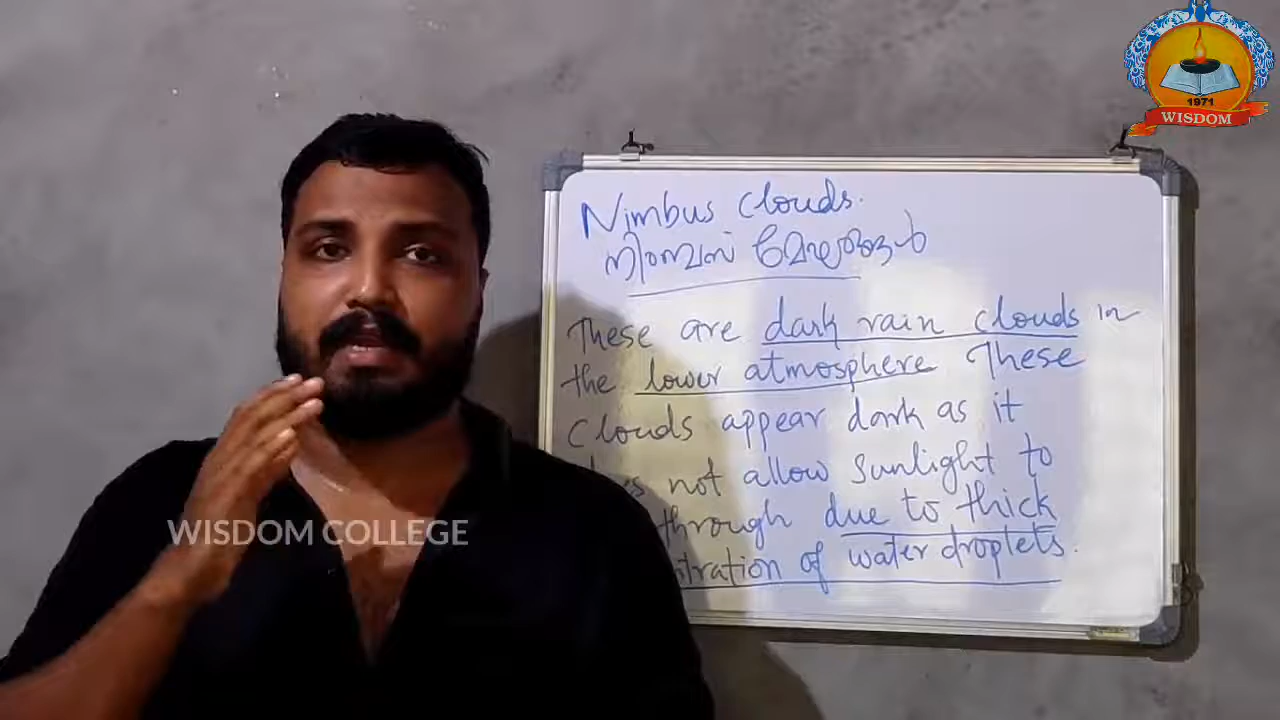 1971
WISDOM
Nimbus Clouds.
നിംബസ് മേഘങ്ങൾ
These are dark rain clouds in
the lower atmosphere These
Clouds appear dark as it
not allow Sunlight to
through due to thick
of water droplets.
WISDOM COLLEGE